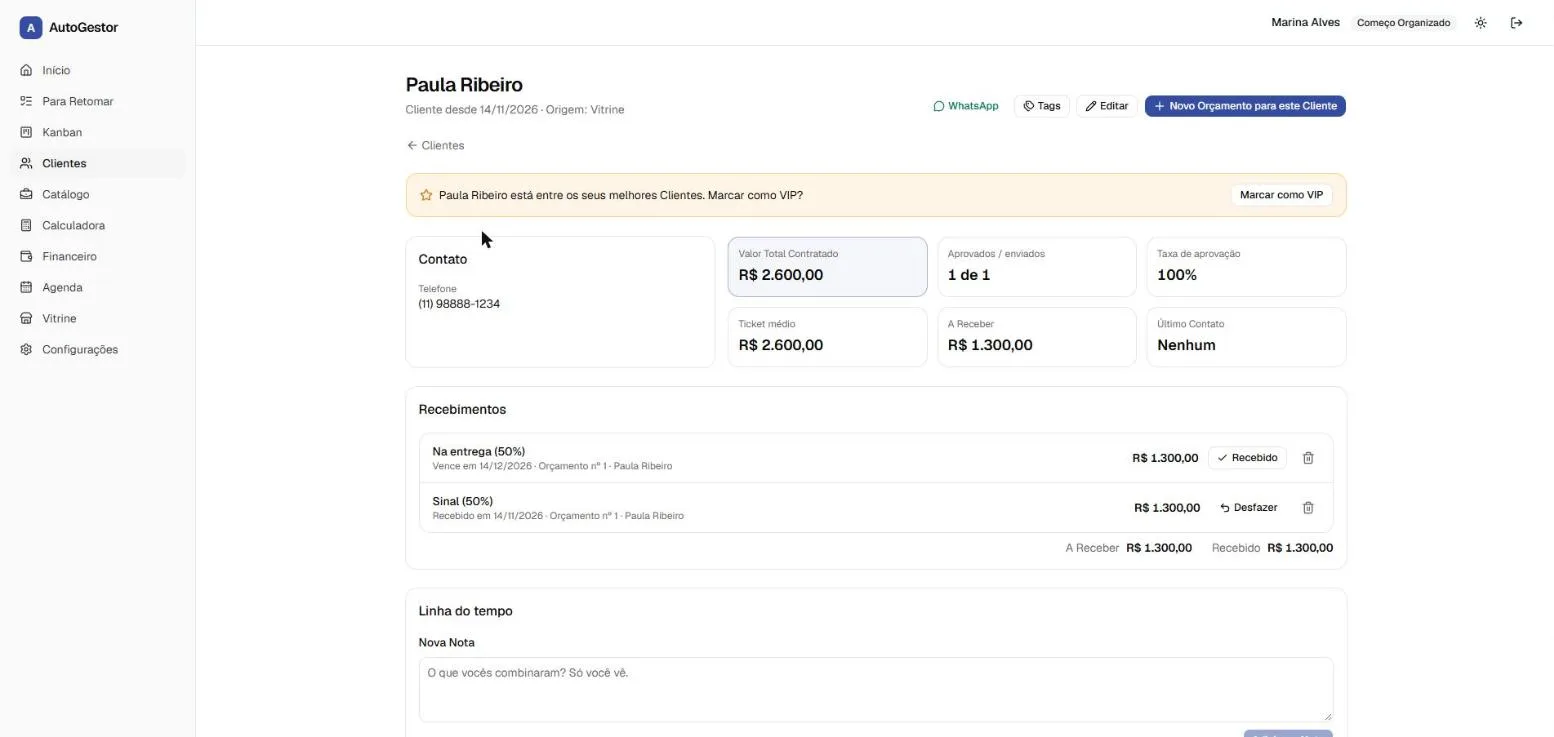 A AutoGestor
Início
Para Retomar
Kanban
Clientes
Catálogo
Calculadora
Financeiro
Agenda
Vitrine
Configurações
Marina Alves Começo Organizado
Paula Ribeiro
Cliente desde 14/11/2026 · Origem: Vitrine
WhatsApp Tags Editar + Novo Orçamento para este Cliente
← Clientes
Paula Ribeiro está entre os seus melhores Clientes. Marcar como VIP? Marcar como VIP
Contato
Telefone
(11) 98888-1234
Valor Total Contratado
R$ 2.600,00
Aprovados / enviados
1 de 1
Taxa de aprovação
100%
Ticket médio
R$ 2.600,00
A Receber
R$ 1.300,00
Último Contato
Nenhum
Recebimentos
Na entrega (50%)
Vence em 14/12/2026 · Orçamento nº 1 · Paula Ribeiro
R$ 1.300,00 Recebido
Sinal (50%)
Recebido em 14/11/2026 · Orçamento nº 1 · Paula Ribeiro
R$ 1.300,00 Desfazer
A Receber R$ 1.300,00 Recebido R$ 1.300,00
Linha do tempo
Nova Nota
O que vocês combinaram? Só você vê.